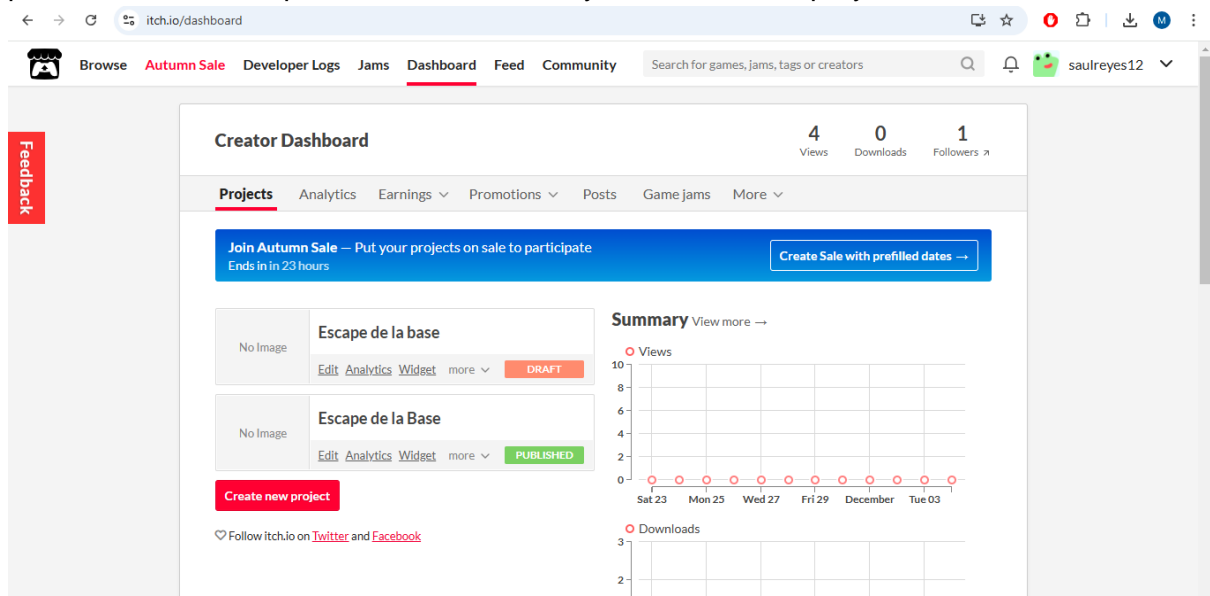 itch.io/dashboard
M
Browse Autumn Sale Developer Logs Jams Dashboard Feed Community Search for games, jams, tags or creators saulreyes12
Feedback
Creator Dashboard
4 0 1
Views Downloads Followers
Projects Analytics Earnings Promotions Posts Game jams More
Join Autumn Sale — Put your projects on sale to participate
Ends in in 23 hours
Create Sale with prefilled dates →
No Image
Escape de la base
Edit Analytics Widget more DRAFT
No Image
Escape de la Base
Edit Analytics Widget more PUBLISHED
Create new project
Follow itch.io on Twitter and Facebook
Summary View more →
Views
10
8
6
4
2
0
Sat 23 Mon 25 Wed 27 Fri 29 December Tue 03
Downloads
3
2